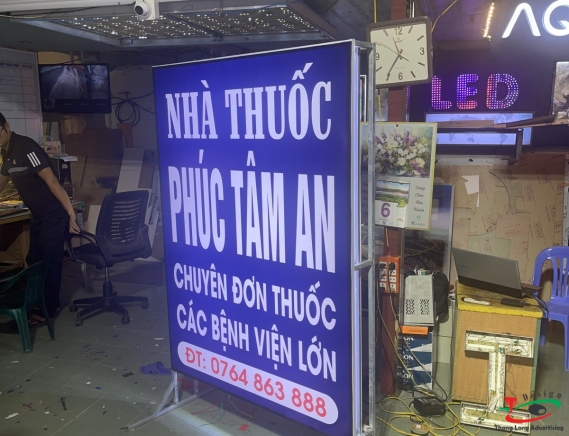 AQ
LED
NHÀ THUỐC
PHÚC TÂM AN
CHUYÊN ĐƠN THUỐC
CÁC BỆNH VIỆN LỚN
ĐT: 0764 863 888
6
Thang Long Advertising